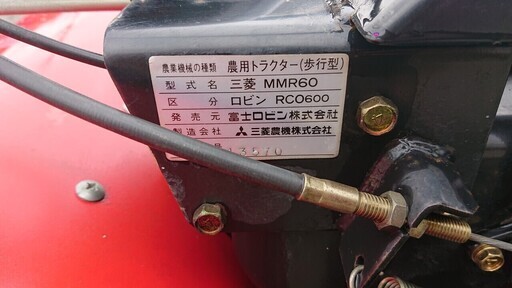 農業機械の種類 農用トラクター(歩行型)
型式名 三菱 MMR60
区分 ロビン RCO600
発売元 富士ロビン株式会社
製造会社 三菱農機株式会社
号